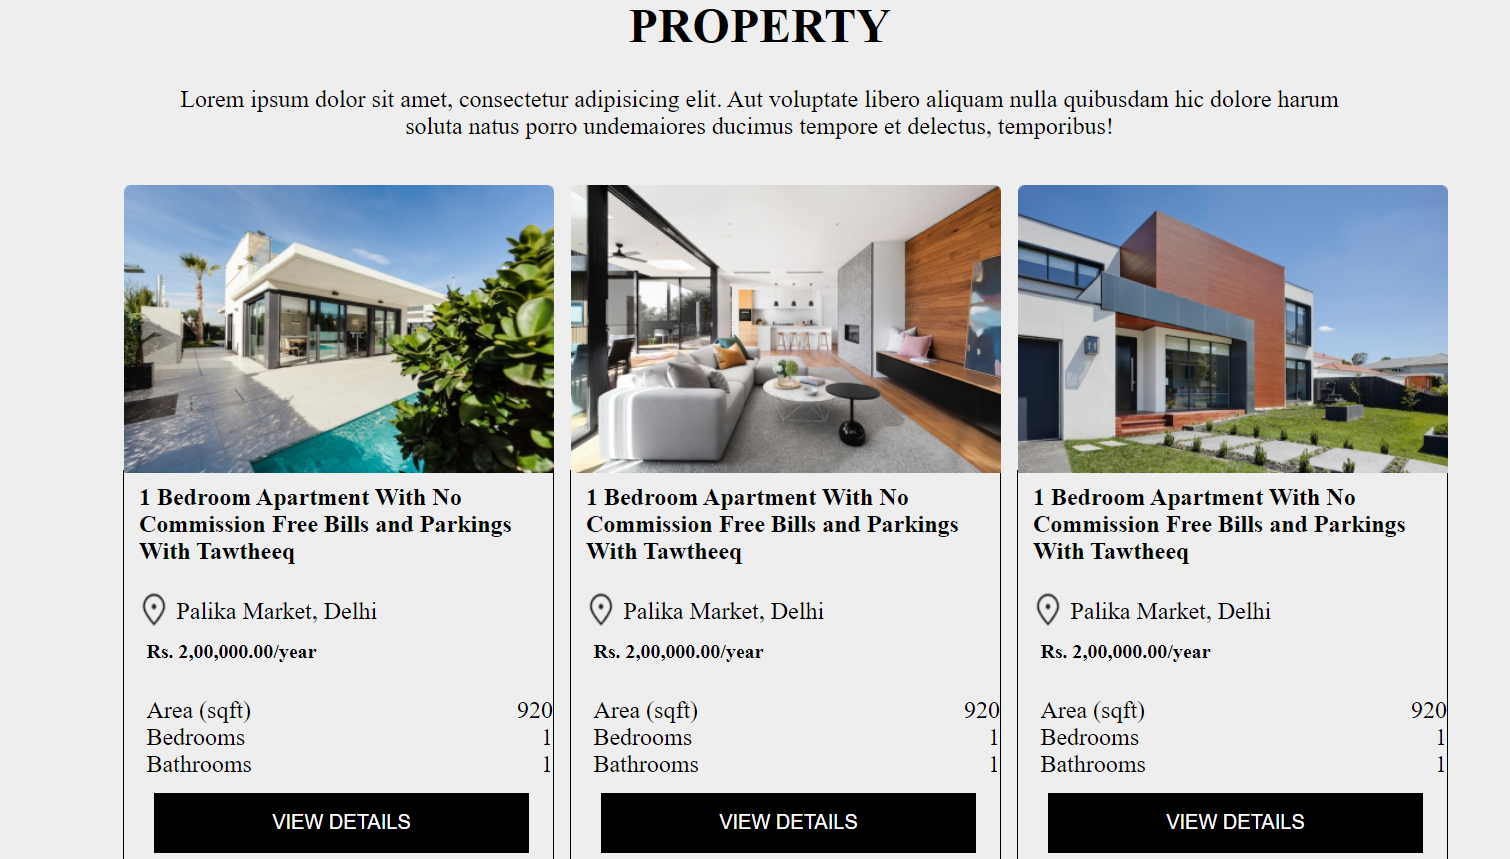 PROPERTY
Lorem ipsum dolor sit amet, consectetur adipisicing elit. Aut voluptate libero aliquam nulla quibusdam hic dolore harum
soluta natus porro undemaiores ducimus tempore et delectus, temporibus!
1 Bedroom Apartment With No
Commission Free Bills and Parkings
With Tawtheeq
Palika Market, Delhi
Rs. 2,00,000.00/year
Area (sqft) 920
Bedrooms 1
Bathrooms 1
VIEW DETAILS
1 Bedroom Apartment With No
Commission Free Bills and Parkings
With Tawtheeq
Palika Market, Delhi
Rs. 2,00,000.00/year
Area (sqft) 920
Bedrooms 1
Bathrooms 1
VIEW DETAILS
1 Bedroom Apartment With No
Commission Free Bills and Parkings
With Tawtheeq
Palika Market, Delhi
Rs. 2,00,000.00/year
Area (sqft) 920
Bedrooms 1
Bathrooms 1
VIEW DETAILS